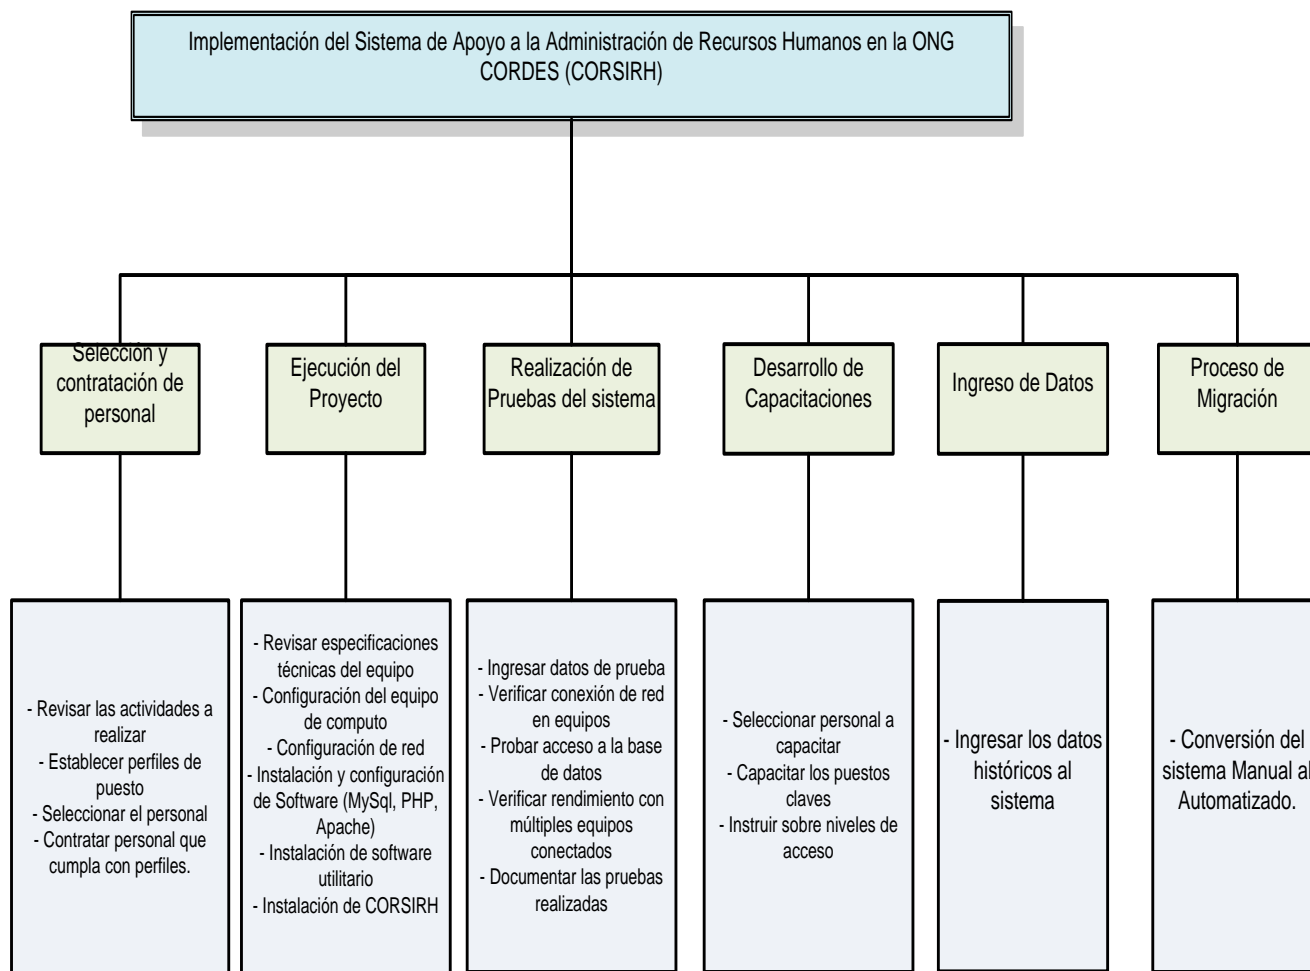 Implementación del Sistema de Apoyo a la Administración de Recursos Humanos en la ONG
CORDES (CORSIRH)
Selección y
contratación de
personal
Ejecución del
Proyecto
Realización de
Pruebas del sistema
Desarrollo de
Capacitaciones
Ingreso de Datos
Proceso de
Migración
- Revisar las actividades a
realizar
- Establecer perfiles de
puesto
- Seleccionar el personal
- Contratar personal que
cumpla con perfiles.
- Revisar especificaciones
técnicas del equipo
- Configuración del equipo
de computo
- Configuración de red
- Instalación y configuración
de Software (MySql, PHP,
Apache)
- Instalación de software
utilitario
- Instalación de CORSIRH
- Ingresar datos de prueba
- Verificar conexión de red
en equipos
- Probar acceso a la base
de datos
- Verificar rendimiento con
múltiples equipos
conectados
- Documentar las pruebas
realizadas
- Seleccionar personal a
capacitar
- Capacitar los puestos
claves
- Instruir sobre niveles de
acceso
- Ingresar los datos
históricos al
sistema
- Conversión del
sistema Manual al
Automatizado.